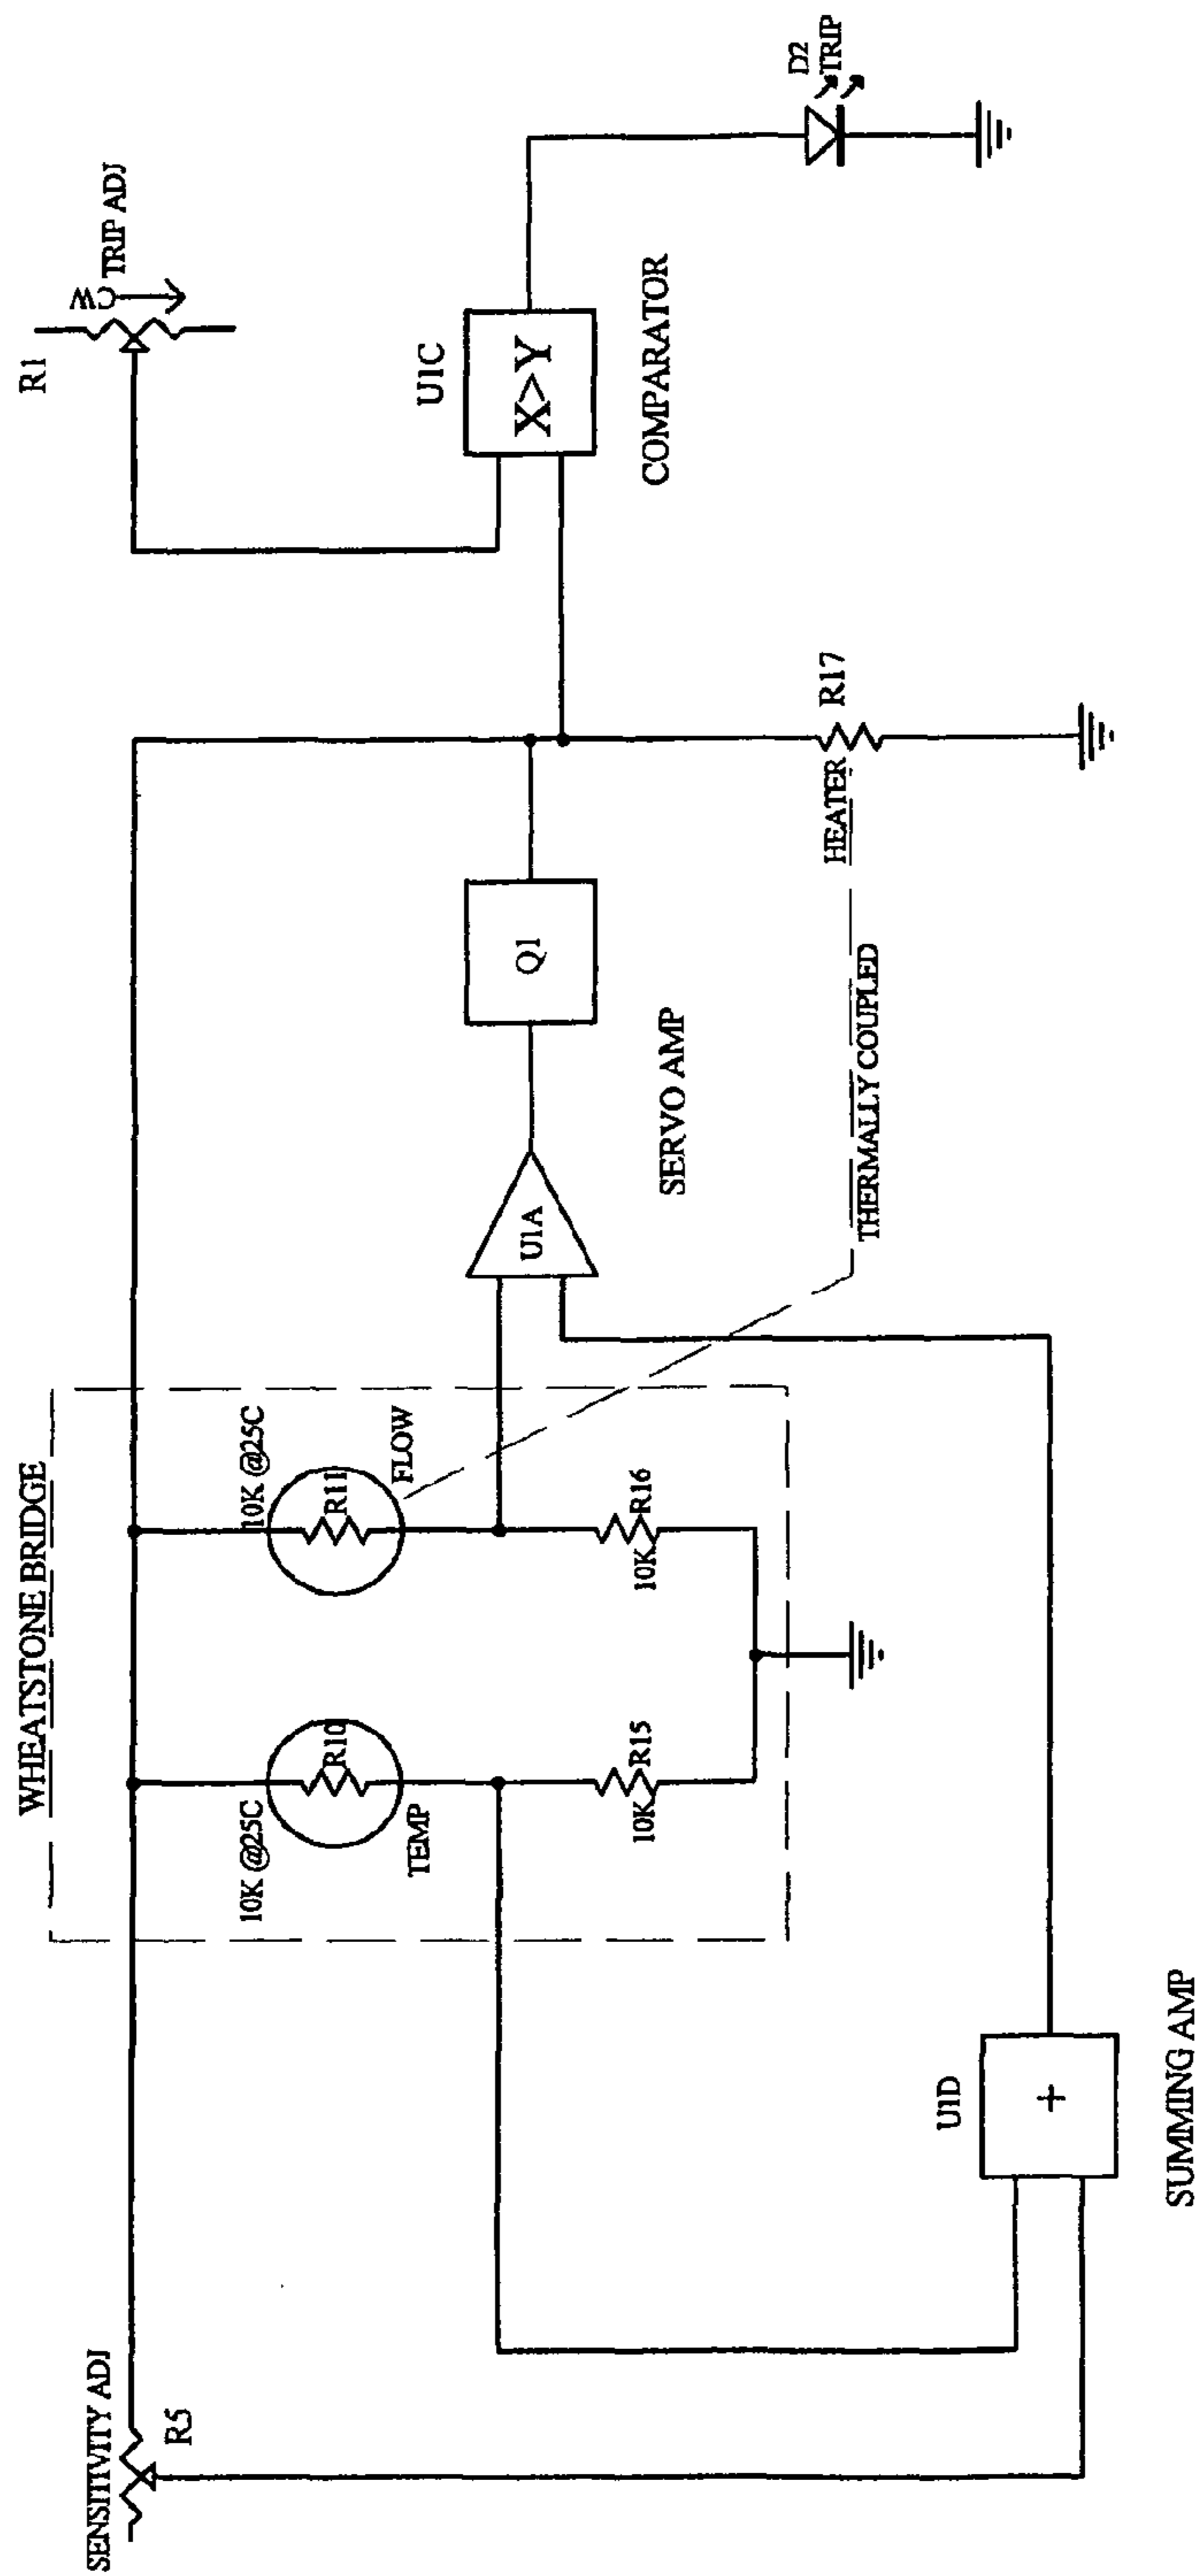 SENSITIVITY ADJ
R5
WHEATSTONE BRIDGE
10K @25C
R10
TEMP
10K
R15
10K @25C
R11
FLOW
10K
R16
U1D
+
SUMMING AMP
U1A
SERVO AMP
Q1
THERMALLY COUPLED
HEATER
R17
R1
CW
TRIP ADJ
U1C
X>Y
COMPARATOR
D2
TRIP